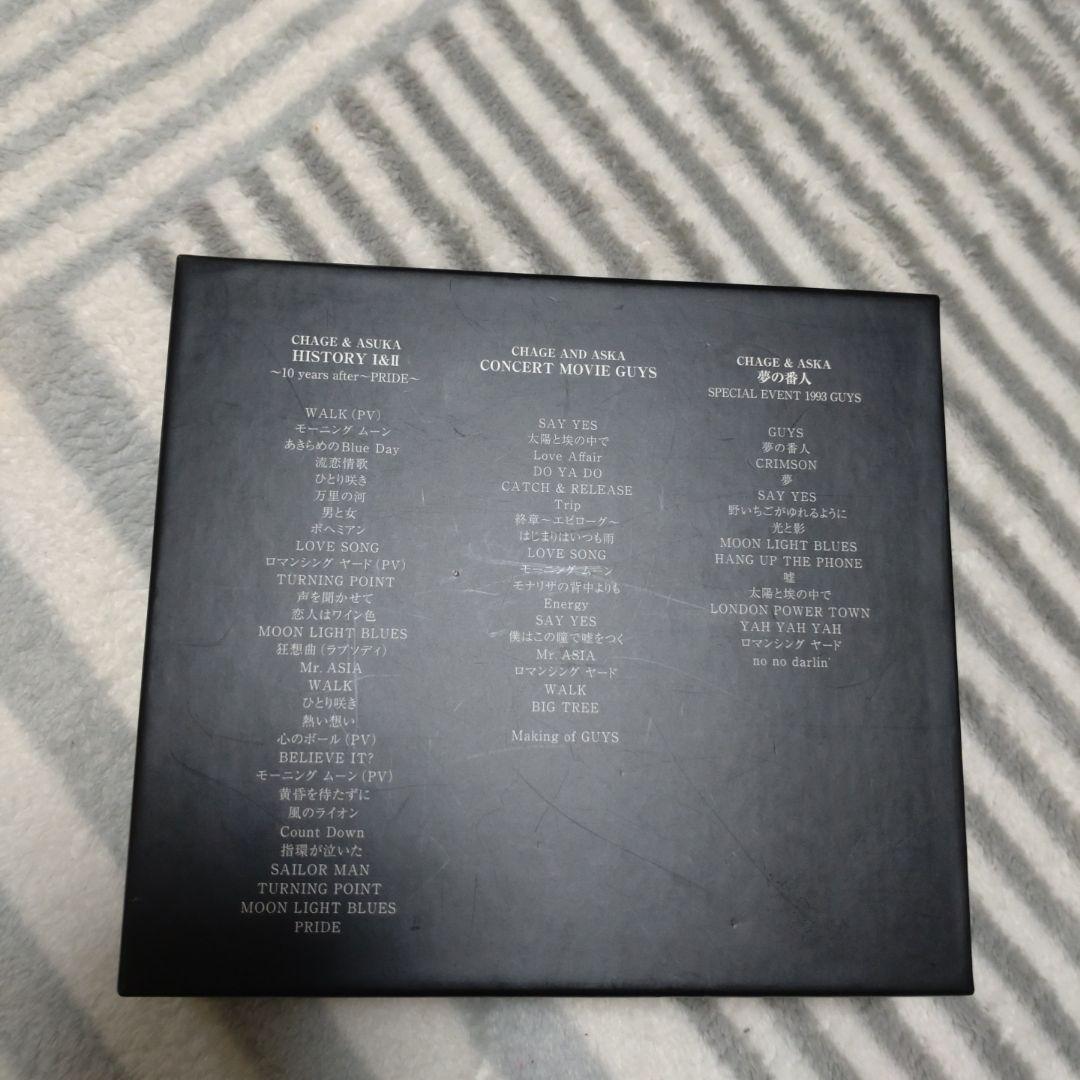 CHAGE & ASUKA
HISTORY I&II
〜10 years after〜PRIDE〜
WALK (PV)
モーニング ムーン
あきらめのBlue Day
流恋情歌
ひとり咲き
万里の河
男と女
ボヘミアン
LOVE SONG
ロマンシング ヤード (PV)
TURNING POINT
声を聞かせて
恋人はワイン色
MOON LIGHT BLUES
狂想曲 (ラプソディ)
Mr. ASIA
WALK
ひとり咲き
熱い想い
心のボール (PV)
BELIEVE IT?
モーニング ムーン (PV)
黄昏を待たずに
風のライオン
Count Down
指環が泣いた
SAILOR MAN
TURNING POINT
MOON LIGHT BLUES
PRIDE
CHAGE AND ASKA
CONCERT MOVIE GUYS
SAY YES
太陽と埃の中で
Love Affair
DO YA DO
CATCH & RELEASE
Trip
終章〜エピローグ〜
はじまりはいつも雨
LOVE SONG
モーニング ムーン
モナリザの背中よりも
Energy
SAY YES
僕はこの瞳で嘘をつく
Mr. ASIA
ロマンシング ヤード
WALK
BIG TREE
Making of GUYS
CHAGE & ASKA
夢の番人
SPECIAL EVENT 1993 GUYS
GUYS
夢の番人
CRIMSON
夢
SAY YES
野いちごがゆれるように
光と影
MOON LIGHT BLUES
HANG UP THE PHONE
嘘
太陽と埃の中で
LONDON POWER TOWN
YAH YAH YAH
ロマンシング ヤード
no no darlin'